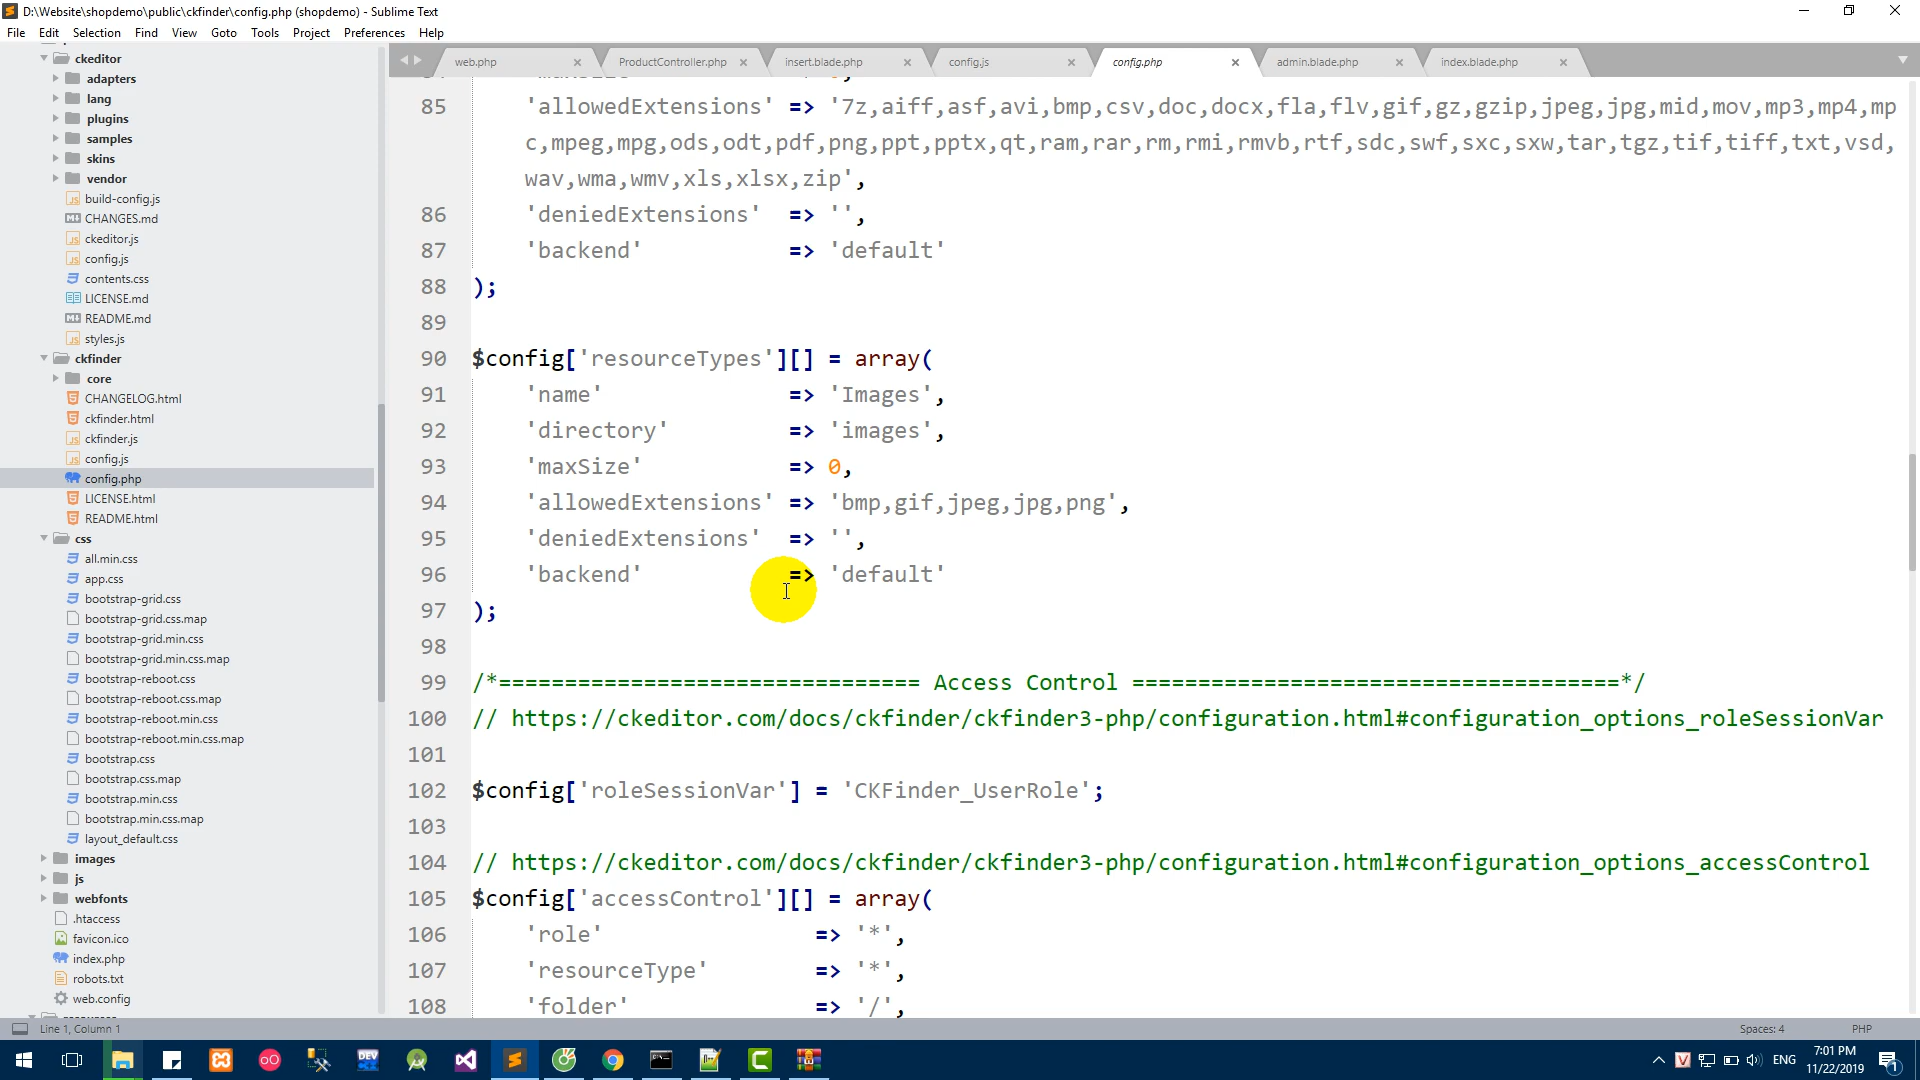 D:\Website\shopdemo\public\ckfinder\config.php (shopdemo) - Sublime Text
File Edit Selection Find View Goto Tools Project Preferences Help
ckeditor
adapters
lang
plugins
samples
skins
vendor
build-config.js
CHANGES.md
ckeditor.js
config.js
contents.css
LICENSE.md
README.md
styles.js
ckfinder
core
CHANGELOG.html
ckfinder.html
ckfinder.js
config.js
config.php
LICENSE.html
README.html
css
all.min.css
app.css
bootstrap-grid.css
bootstrap-grid.css.map
bootstrap-grid.min.css
bootstrap-grid.min.css.map
bootstrap-reboot.css
bootstrap-reboot.css.map
bootstrap-reboot.min.css
bootstrap-reboot.min.css.map
bootstrap.css
bootstrap.css.map
bootstrap.min.css
bootstrap.min.css.map
layout_default.css
images
js
webfonts
.htaccess
favicon.ico
index.php
robots.txt
web.config
web.php ProductController.php insert.blade.php config.js config.php admin.blade.php index.blade.php
85 'allowedExtensions' => '7z,aiff,asf,avi,bmp,csv,doc,docx,fla,flv,gif,gz,gzip,jpeg,jpg,mid,mov,mp3,mp4,mp
c,mpeg,mpg,ods,odt,pdf,png,ppt,pptx,qt,ram,rar,rm,rmi,rmvb,rtf,sdc,swf,sxc,sxw,tar,tgz,tif,tiff,txt,vsd,
wav,wma,wmv,xls,xlsx,zip',
86 'deniedExtensions' => '',
87 'backend' => 'default'
88 );
89
90 $config['resourceTypes'][] = array(
91 'name' => 'Images',
92 'directory' => 'images',
93 'maxSize' => 0,
94 'allowedExtensions' => 'bmp,gif,jpeg,jpg,png',
95 'deniedExtensions' => '',
96 'backend' => 'default'
97 );
98
99 /*================================ Access Control =====================================*/
100 // https://ckeditor.com/docs/ckfinder/ckfinder3-php/configuration.html#configuration_options_roleSessionVar
101
102 $config['roleSessionVar'] = 'CKFinder_UserRole';
103
104 // https://ckeditor.com/docs/ckfinder/ckfinder3-php/configuration.html#configuration_options_accessControl
105 $config['accessControl'][] = array(
106 'role' => '*',
107 'resourceType' => '*',
108 'folder' => '/',
Line 1, Column 1
Spaces: 4 PHP
DEV
ENG
7:01 PM
11/22/2019
1